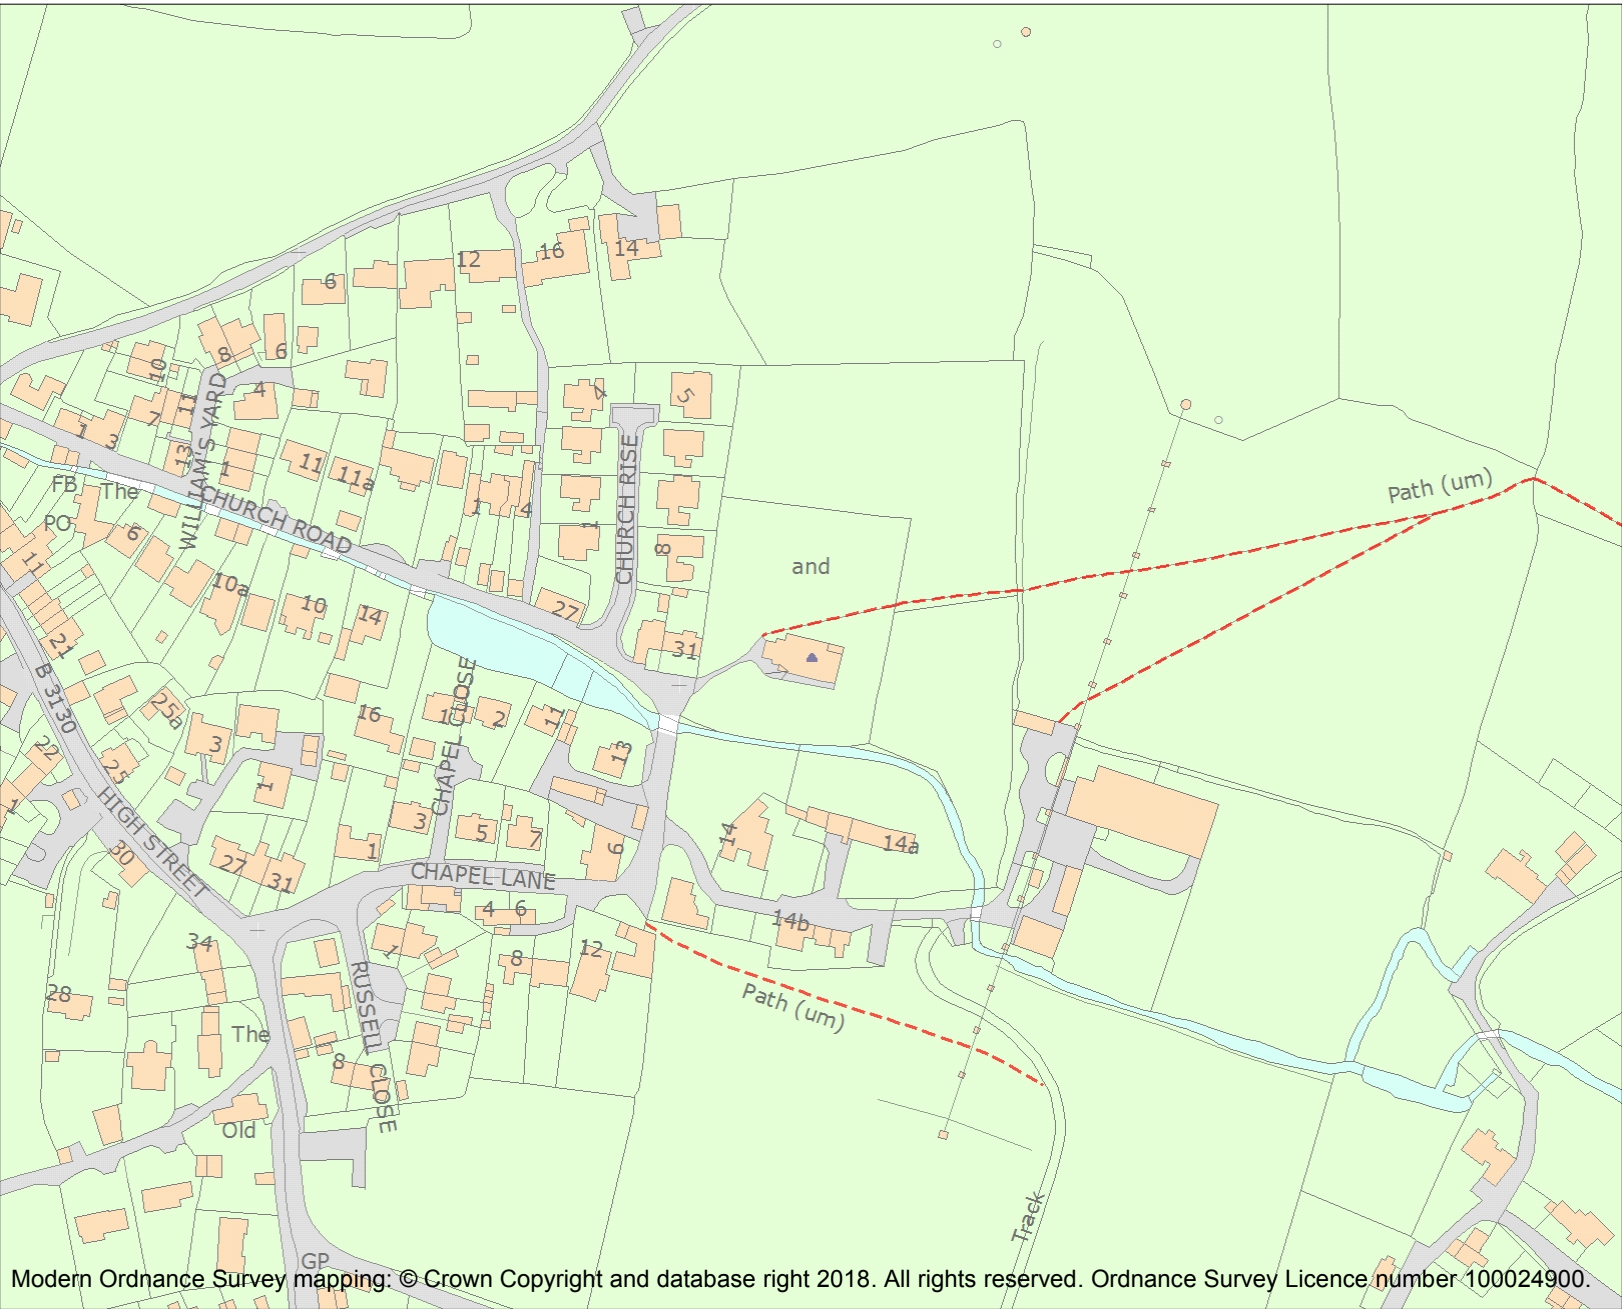 14
16
12
6
6
8
10
4
11
7
1
3
4
5
13
WILLIAM'S YARD
1
11
11a
FB
The
PO
CHURCH ROAD
6
1
4
1
8
CHURCH RISE
Path (um)
and
11
10a
10
14
27
31
21
B 3130
25a
3
16
1
2
11
13
CHAPEL CLOSE
22
25
1
1
HIGH STREET
3
5
7
6
14
14a
30
27
31
1
CHAPEL LANE
4
6
14b
34
1
8
12
28
Path (um)
RUSSELL CLOSE
The
8
Old
Track
GP
Modern Ordnance Survey mapping: © Crown Copyright and database right 2018. All rights reserved. Ordnance Survey Licence number 100024900.